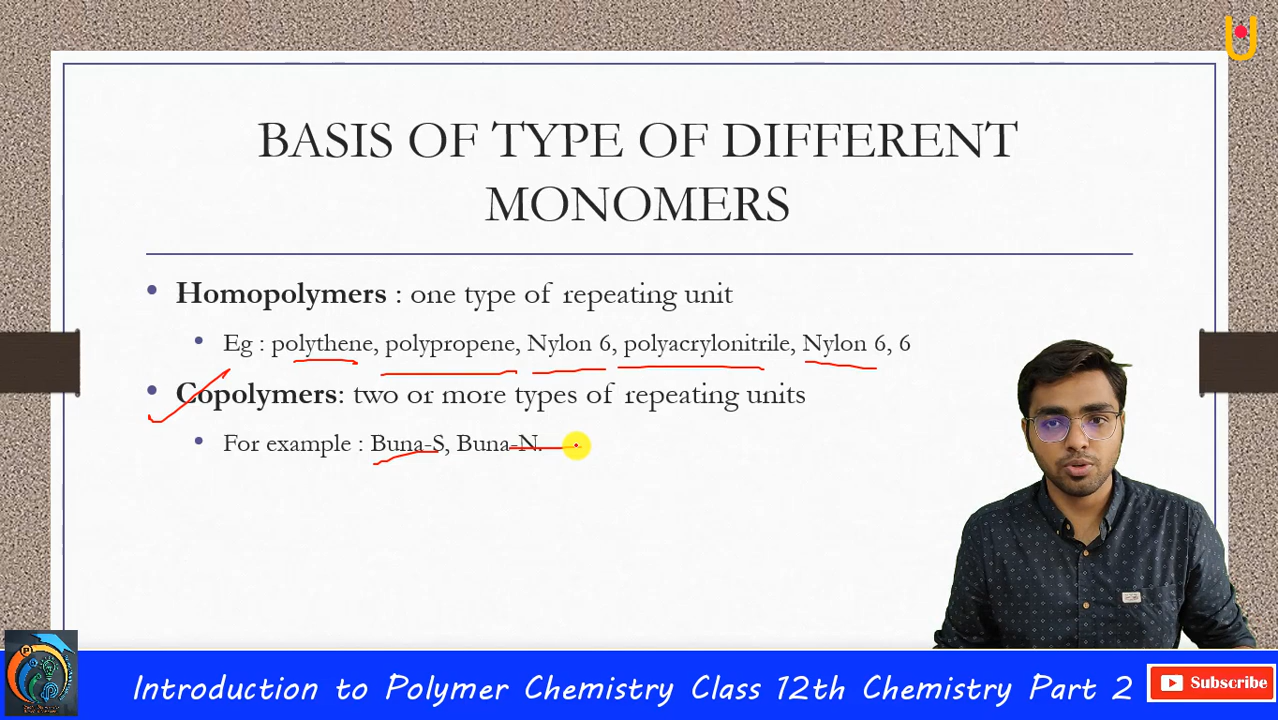 BASIS OF TYPE OF DIFFERENT
MONOMERS
• Homopolymers : one type of repeating unit
• Eg : polythene, polypropene, Nylon 6, polyacrylonitrile, Nylon 6, 6
• Copolymers: two or more types of repeating units
• For example : Buna-S, Buna-N.
Introduction to Polymer Chemistry Class 12th Chemistry Part 2
Subscribe